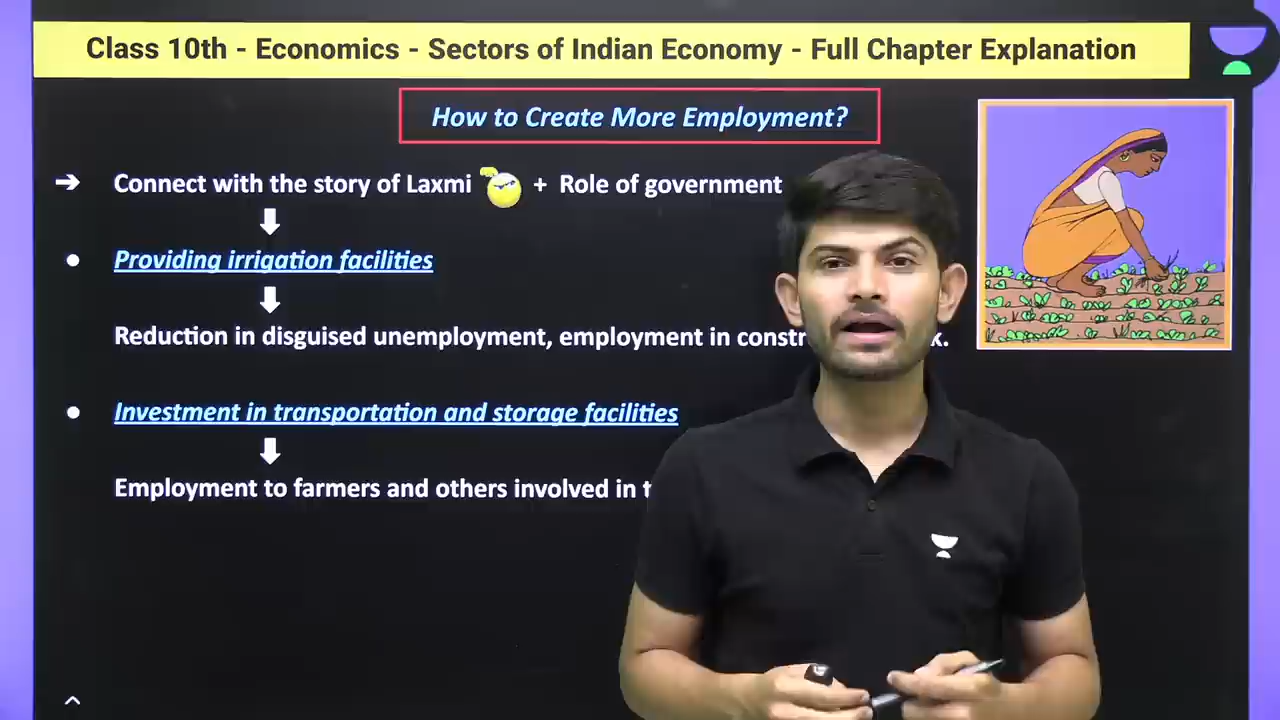 Class 10th - Economics - Sectors of Indian Economy - Full Chapter Explanation
How to Create More Employment?
➔ Connect with the story of Laxmi + Role of government
● Providing irrigation facilities
Reduction in disguised unemployment, employment in
● Investment in transportation and storage facilities
Employment to farmers and others involved in